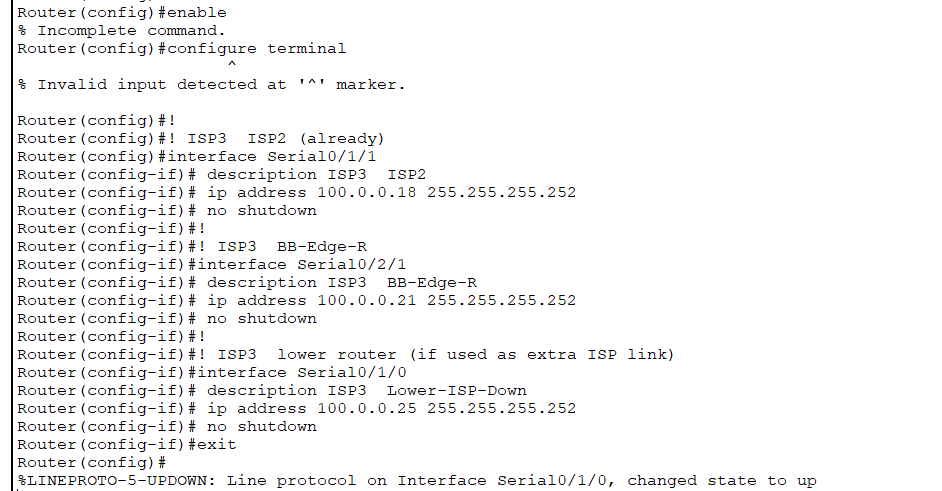 Router(config)#enable
% Incomplete command.
Router(config)#configure terminal
^
% Invalid input detected at '^' marker.
Router(config)#!
Router(config)#! ISP3  ISP2 (already)
Router(config)#interface Serial0/1/1
Router(config-if)# description ISP3  ISP2
Router(config-if)# ip address 100.0.0.18 255.255.255.252
Router(config-if)# no shutdown
Router(config-if)#!
Router(config-if)#! ISP3  BB-Edge-R
Router(config-if)#interface Serial0/2/1
Router(config-if)# description ISP3  BB-Edge-R
Router(config-if)# ip address 100.0.0.21 255.255.255.252
Router(config-if)# no shutdown
Router(config-if)#!
Router(config-if)#! ISP3  lower router (if used as extra ISP link)
Router(config-if)#interface Serial0/1/0
Router(config-if)# description ISP3  Lower-ISP-Down
Router(config-if)# ip address 100.0.0.25 255.255.255.252
Router(config-if)# no shutdown
Router(config-if)#exit
Router(config)#
%LINEPROTO-5-UPDOWN: Line protocol on Interface Serial0/1/0, changed state to up